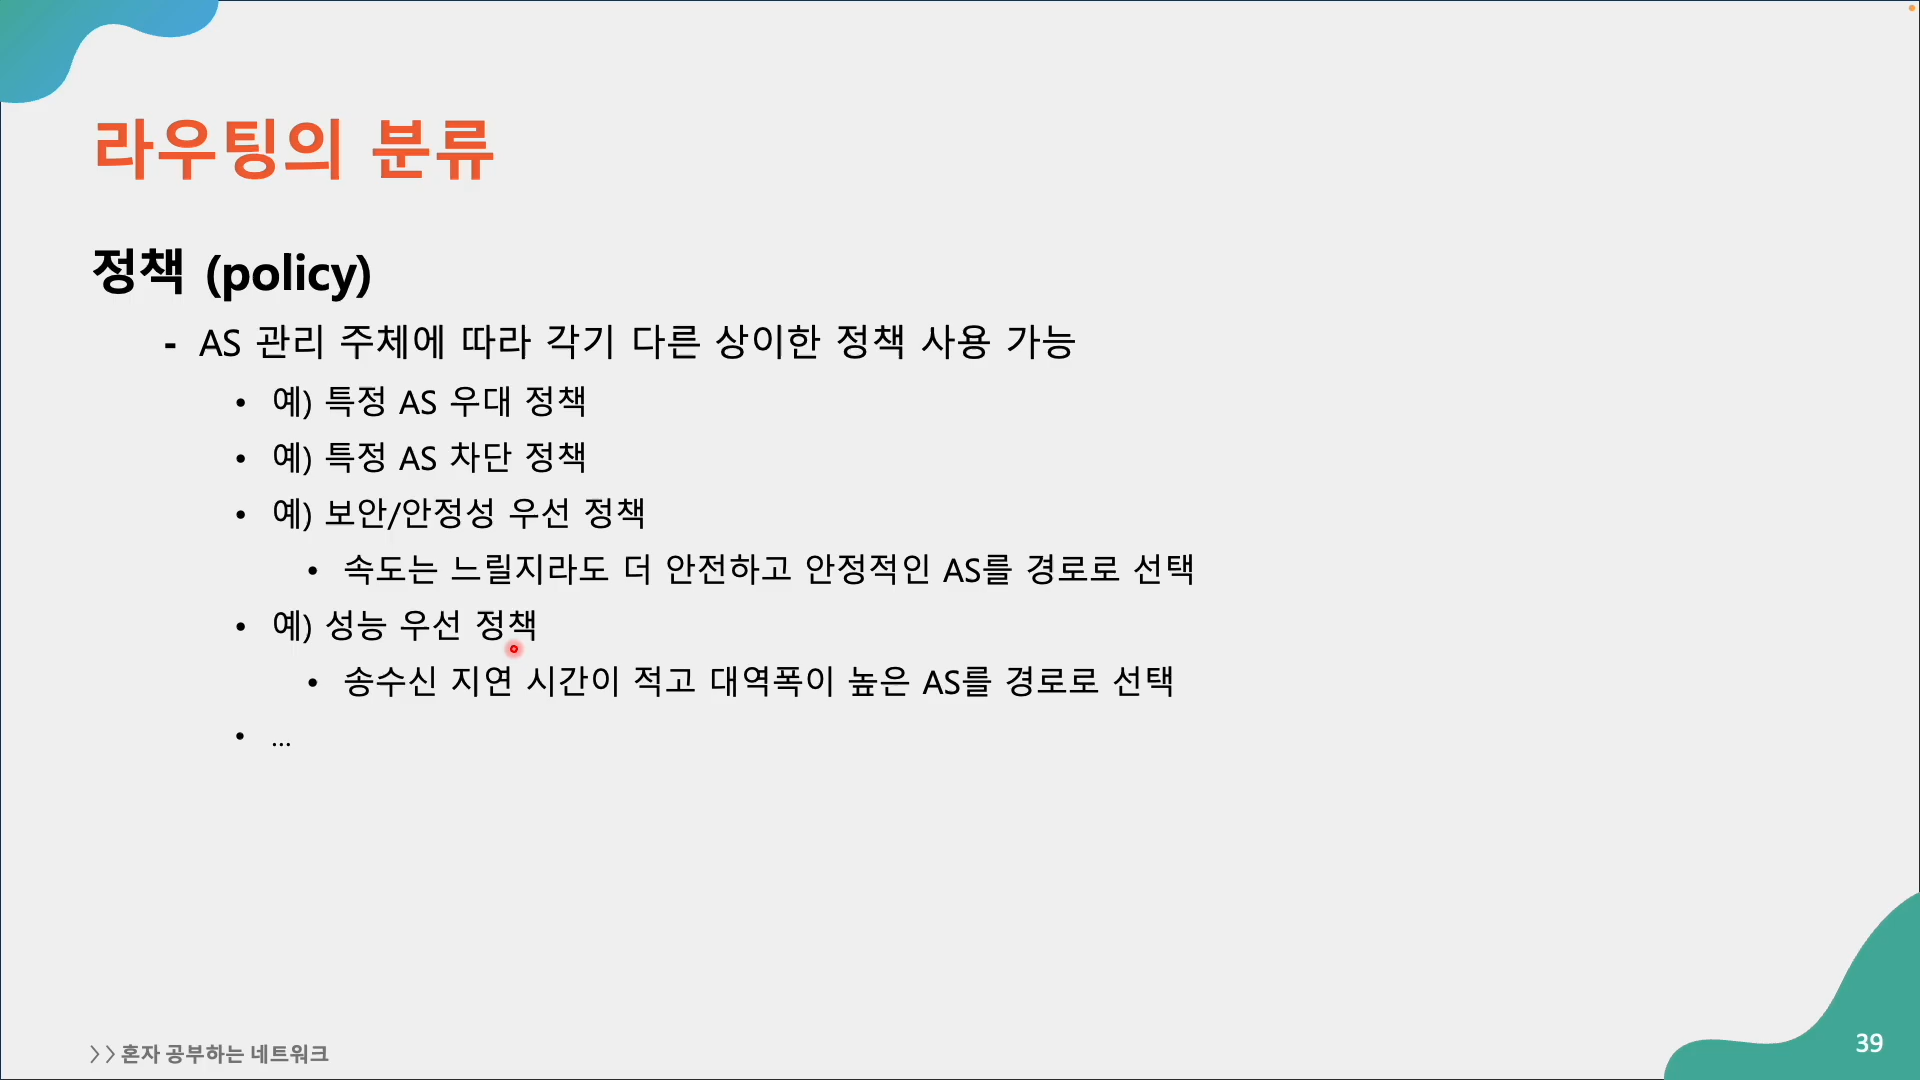 라우팅의 분류
정책 (policy)
- AS 관리 주체에 따라 각기 다른 상이한 정책 사용 가능
• 예) 특정 AS 우대 정책
• 예) 특정 AS 차단 정책
• 예) 보안/안정성 우선 정책
• 속도는 느릴지라도 더 안전하고 안정적인 AS를 경로로 선택
• 예) 성능 우선 정책
• 송수신 지연 시간이 적고 대역폭이 높은 AS를 경로로 선택
• ...
>> 혼자 공부하는 네트워크
39